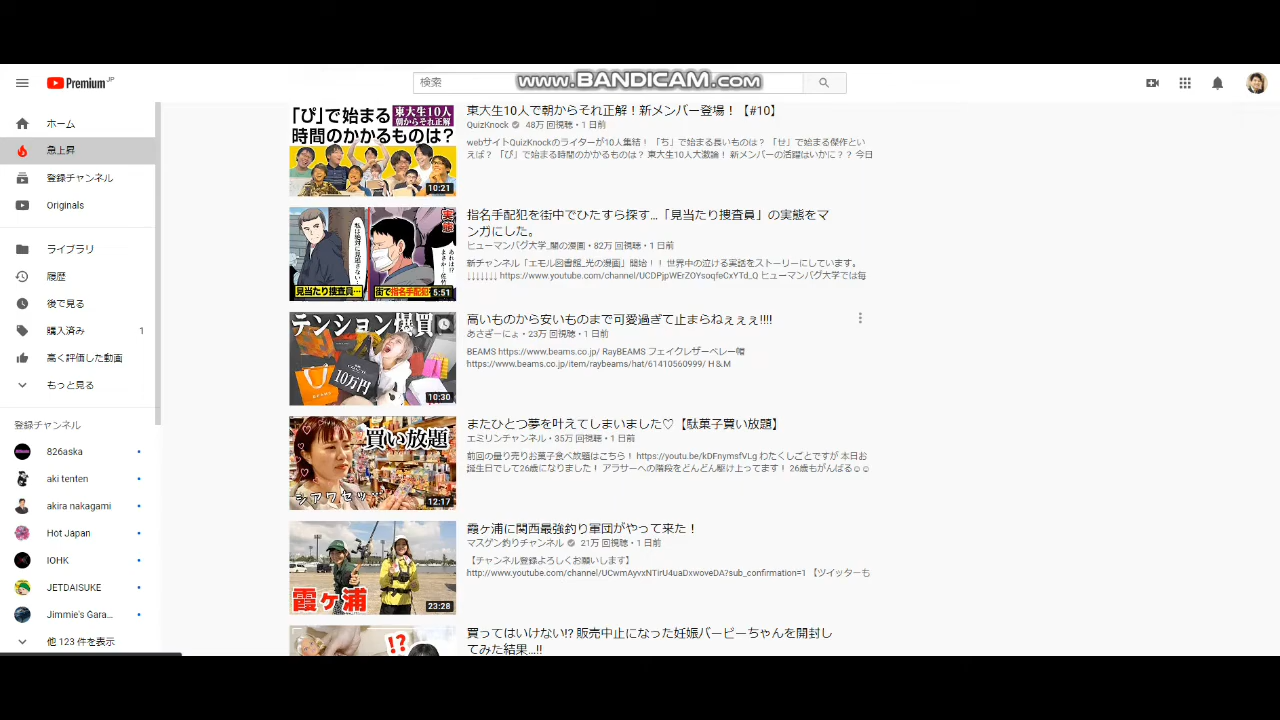 Premium JP
検索
www.BANDICAM.com
ホーム
急上昇
登録チャンネル
Originals
ライブラリ
履歴
後で見る
購入済み 1
高く評価した動画
もっと見る
登録チャンネル
826aska
aki tenten
akira nakagami
Hot Japan
IOHK
JETDAISUKE
Jimmie's Gara...
他 123 件を表示
「ぴ」で始まる
東大生10人
朝からそれ正解
時間のかかるものは?
10:21
東大生10人で朝からそれ正解！新メンバー登場！【#10】
QuizKnock 48万 回視聴・1 日前
webサイトQuizKnockのライターが10人集結！ 「ち」で始まる長いものは？ 「せ」で始まる傑作とい
えば？ 「ぴ」で始まる時間のかかるものは？ 東大生10人大激論！ 新メンバーの活躍はいかに？？ 今日
実態
見当たり捜査員…
街で指名手配犯
5:51
指名手配犯を街中でひたすら探す...「見当たり捜査員」の実態をマ
ンガにした。
ヒューマンバグ大学_闇の漫画・82万 回視聴・1 日前
新チャンネル「エモル図書館_光の漫画」開始！！ 世界中の泣ける実話をストーリーにしています。
↓↓↓↓↓↓↓ https://www.youtube.com/channel/UCDPjpWErZOYsoqfeCxYTd_Q ヒューマンバグ大学では毎
テンション爆買
10万円
10:30
高いものから安いものまで可愛過ぎて止まらねぇぇぇ!!!!
あさぎーにょ・23万 回視聴・1 日前
BEAMS https://www.beams.co.jp/ RayBEAMS フェイクレザーベレー帽
https://www.beams.co.jp/item/raybeams/hat/61410560999/ H＆M
買い放題
シアワセッ…
12:17
またひとつ夢を叶えてしまいました♡【駄菓子買い放題】
エミリンチャンネル・35万 回視聴・1 日前
前回の量り売りお菓子食べ放題はこちら！ https://youtu.be/kDFnymsfVLg わたくしごとですが 本日お
誕生日でして26歳になりました！ アラサーへの階段をどんどん駆け上ってます！ 26歳もがんばる☺☺
霞ヶ浦
23:28
霞ヶ浦に関西最強釣り軍団がやって来た！
マスゲン釣りチャンネル 21万 回視聴・1 日前
【チャンネル登録よろしくお願いします】
http://www.youtube.com/channel/UCwmAyvxNTirU4uaDxwoveDA?sub_confirmation=1 【ツイッターも
!?
買ってはいけない!? 販売中止になった妊娠バービーちゃんを開封し
てみた結果...!!